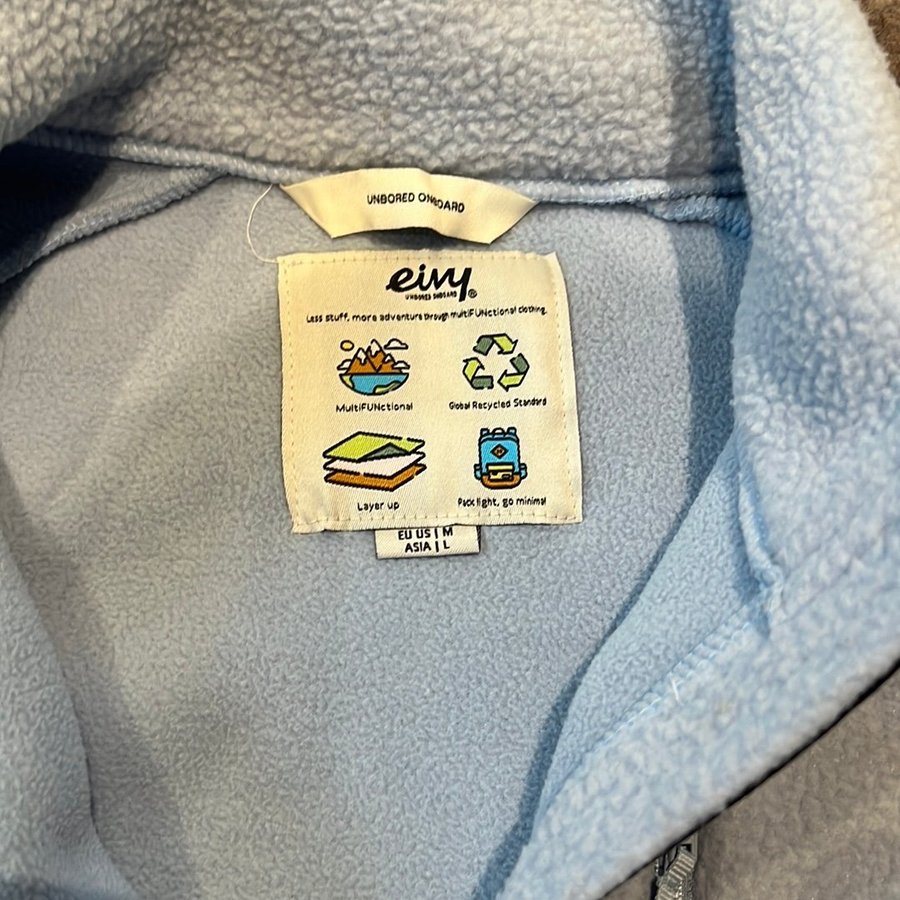 UNBORED ONBOARD
eivy
UNBORED ONBOARD ®
Less stuff, more adventure through multiFUNctional clothing.
MultiFUNctional
Global Recycled Standard
Layer up
Pack light, go minimal
EU US | M
ASIA | L